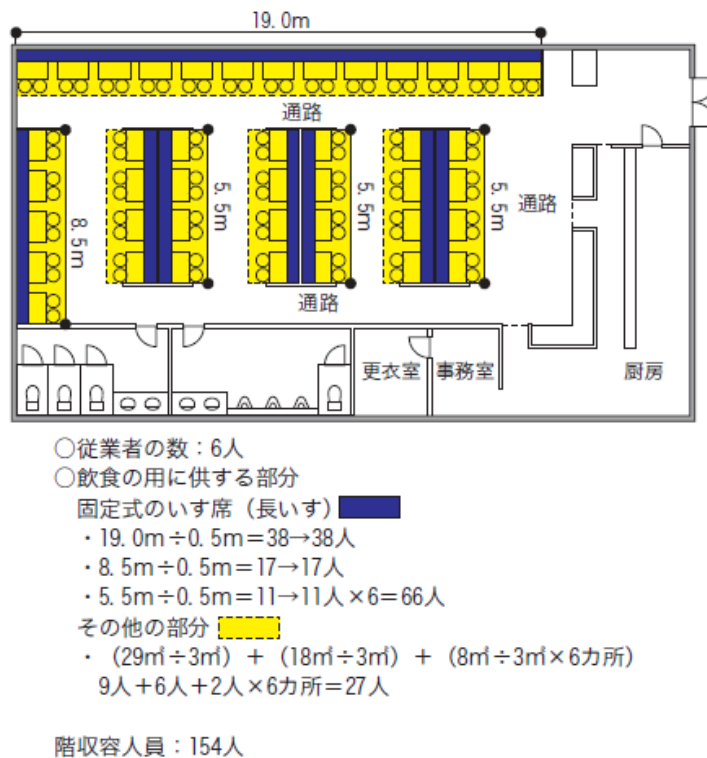 19.0m
通路
8.5m
5.5m
5.5m
5.5m
通路
通路
更衣室
事務室
厨房
○従業者の数：6人
○飲食の用に供する部分
固定式のいす席（長いす）
・19.0m÷0.5m＝38→38人
・8.5m÷0.5m＝17→17人
・5.5m÷0.5m＝11→11人×6＝66人
その他の部分
・（29㎡÷3㎡）＋（18㎡÷3㎡）＋（8㎡÷3㎡×6カ所）
9人＋6人＋2人×6カ所＝27人
階収容人員：154人